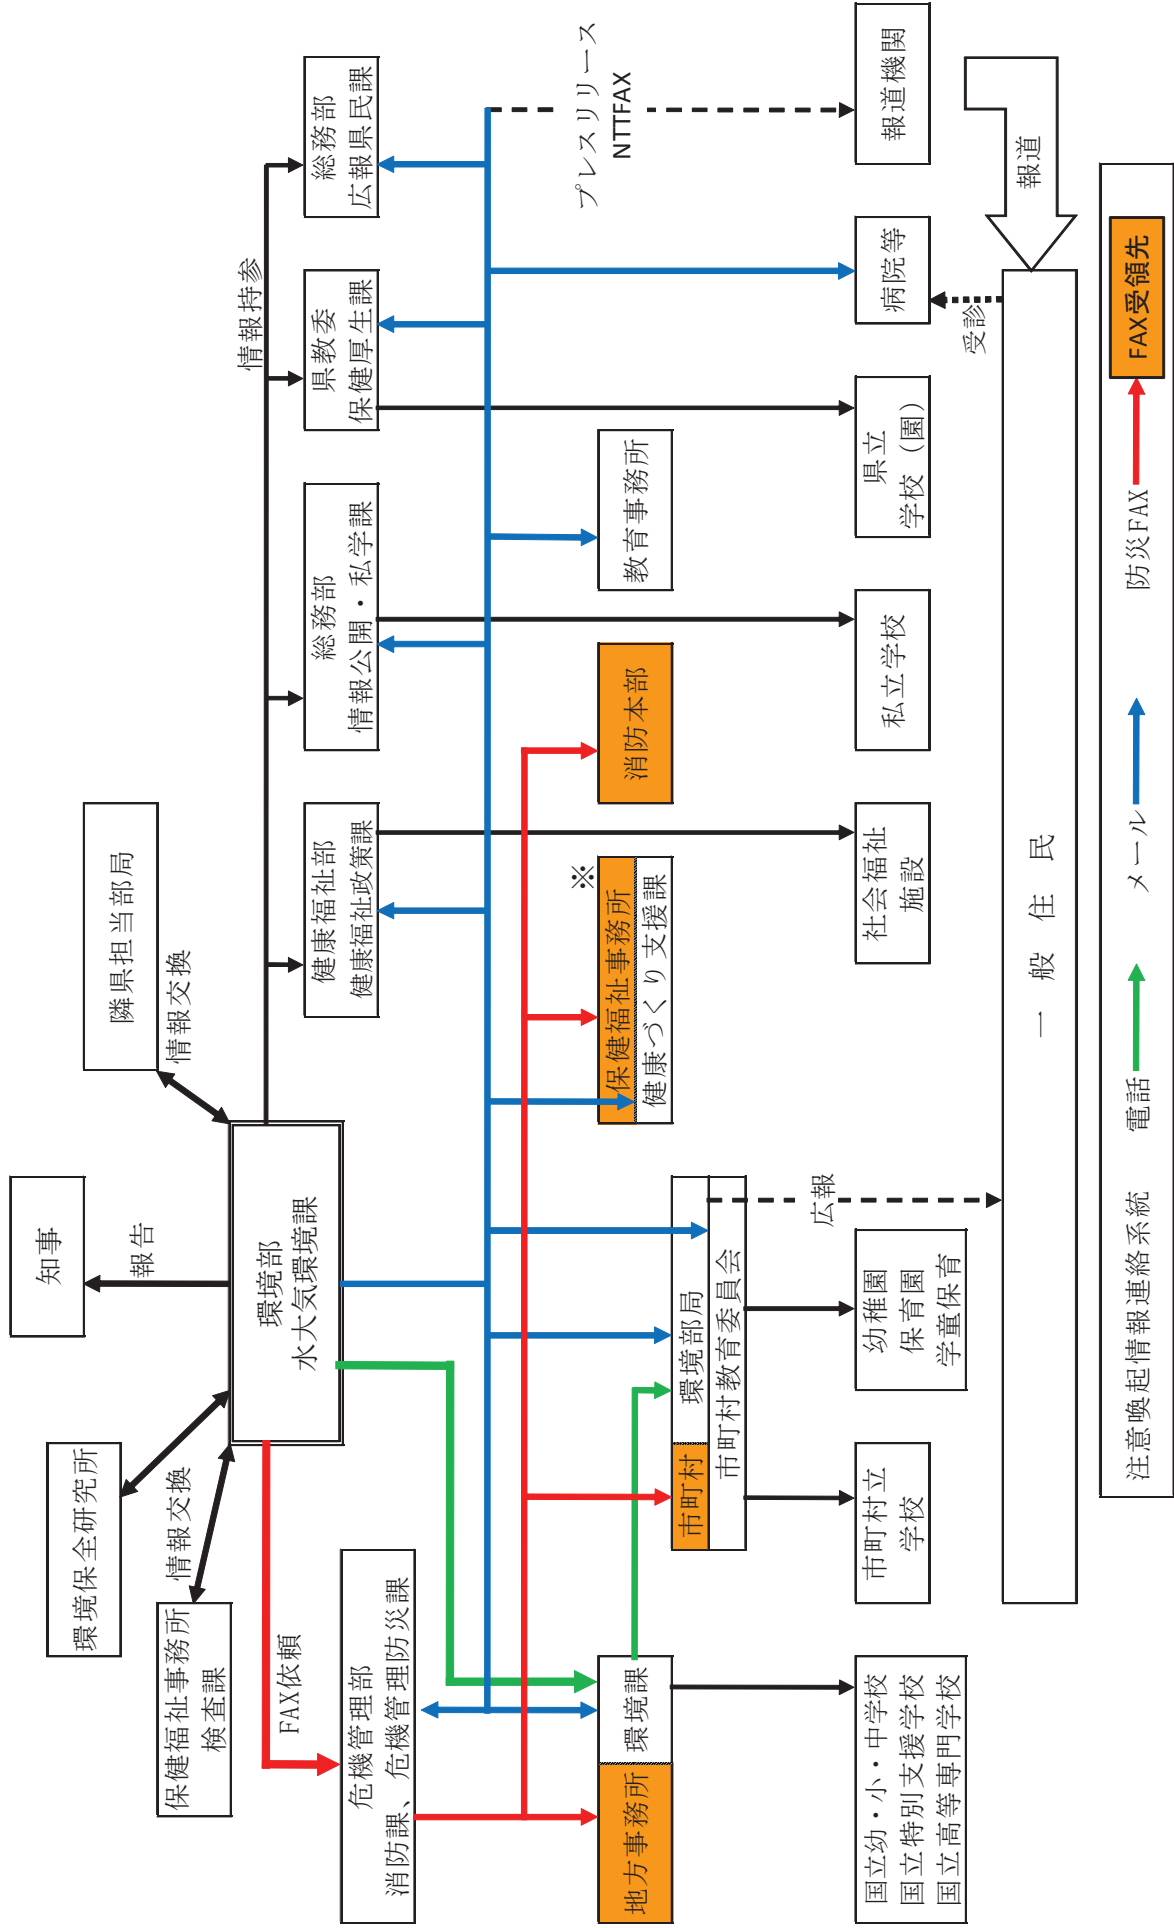 知事
報告
隣県担当部局
情報交換
環境保全研究所
保健福祉事務所
検査課
情報交換
環境部
水大気環境課
FAX依頼
情報持参
危機管理部
消防課、危機管理防災課
健康福祉部
健康福祉政策課
総務部
情報公開・私学課
県教委
保健厚生課
総務部
広報県民課
プレスリリース
NTTFAX
地方事務所
環境課
市町村
環境部局
市町村教育委員会
※
保健福祉事務所
健康づくり支援課
消防本部
教育事務所
広報
国立幼・小・中学校
国立特別支援学校
国立高等専門学校
市町村立
学校
幼稚園
保育園
学童保育
社会福祉
施設
私立学校
県立
学校（園）
病院等
報道機関
受診
報道
一般住民
注意喚起情報連絡系統
電話
メール
防災FAX
FAX受領先